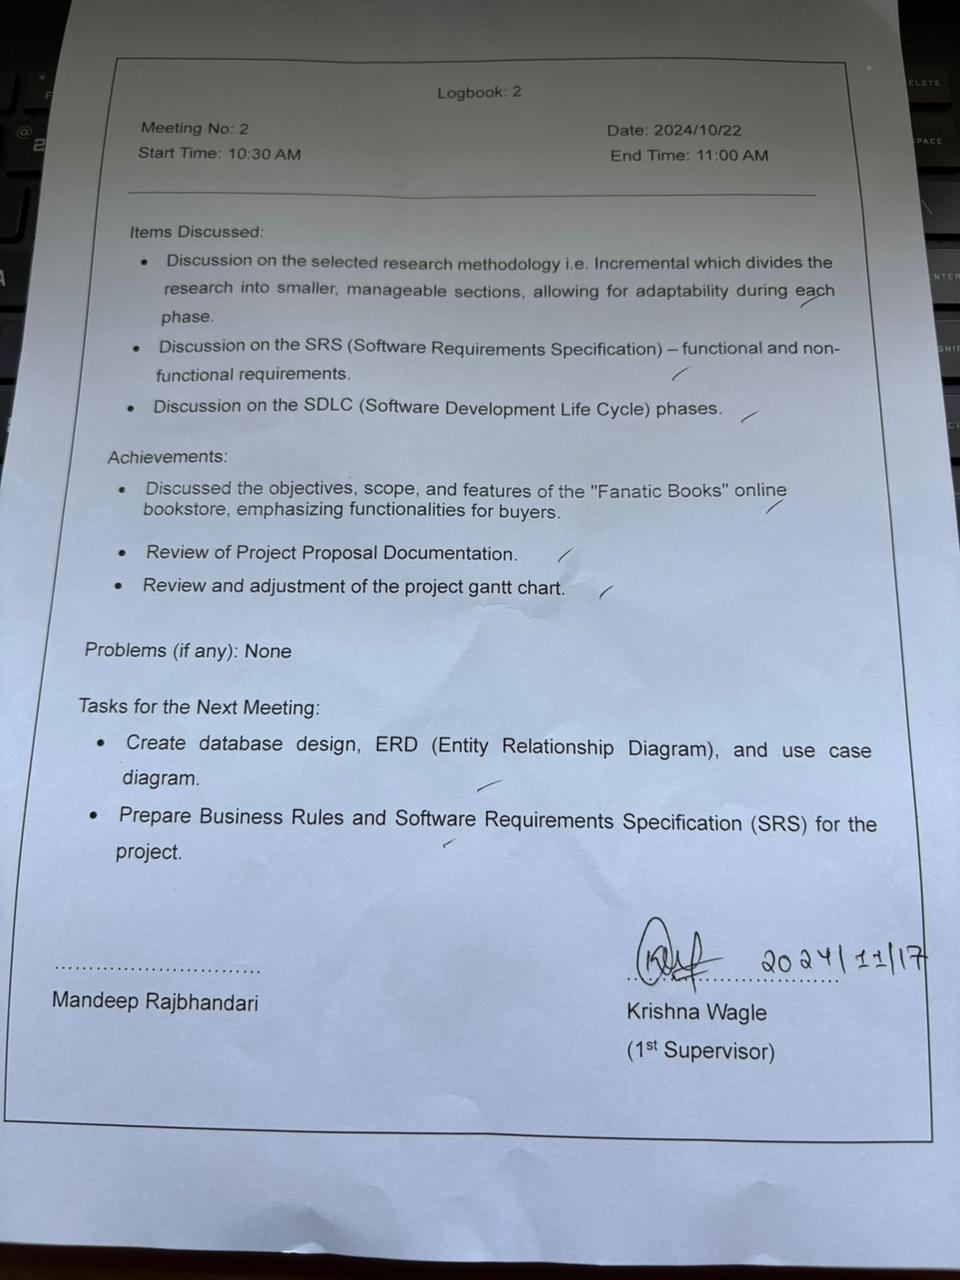 Logbook: 2
Meeting No: 2
Date: 2024/10/22
Start Time: 10:30 AM
End Time: 11:00 AM
Items Discussed:
• Discussion on the selected research methodology i.e. Incremental which divides the
research into smaller, manageable sections, allowing for adaptability during each
phase.
• Discussion on the SRS (Software Requirements Specification) – functional and non-
functional requirements.
• Discussion on the SDLC (Software Development Life Cycle) phases.
Achievements:
• Discussed the objectives, scope, and features of the "Fanatic Books" online
bookstore, emphasizing functionalities for buyers.
• Review of Project Proposal Documentation.
• Review and adjustment of the project gantt chart.
Problems (if any): None
Tasks for the Next Meeting:
• Create database design, ERD (Entity Relationship Diagram), and use case
diagram.
• Prepare Business Rules and Software Requirements Specification (SRS) for the
project.
2024/11/17
Mandeep Rajbhandari
Krishna Wagle
(1st Supervisor)
@
2
A
DELETE
ENTER